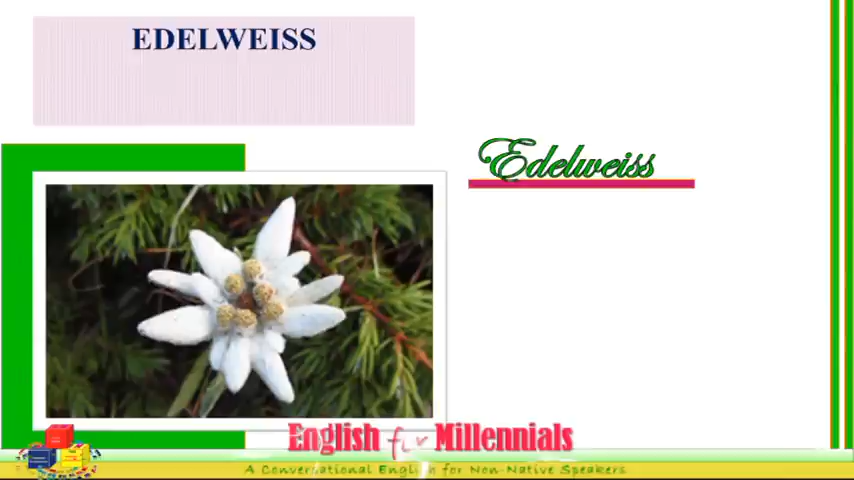 EDELWEISS
Edelweiss
English for Millennials
A Conversational English for Non-Native Speakers